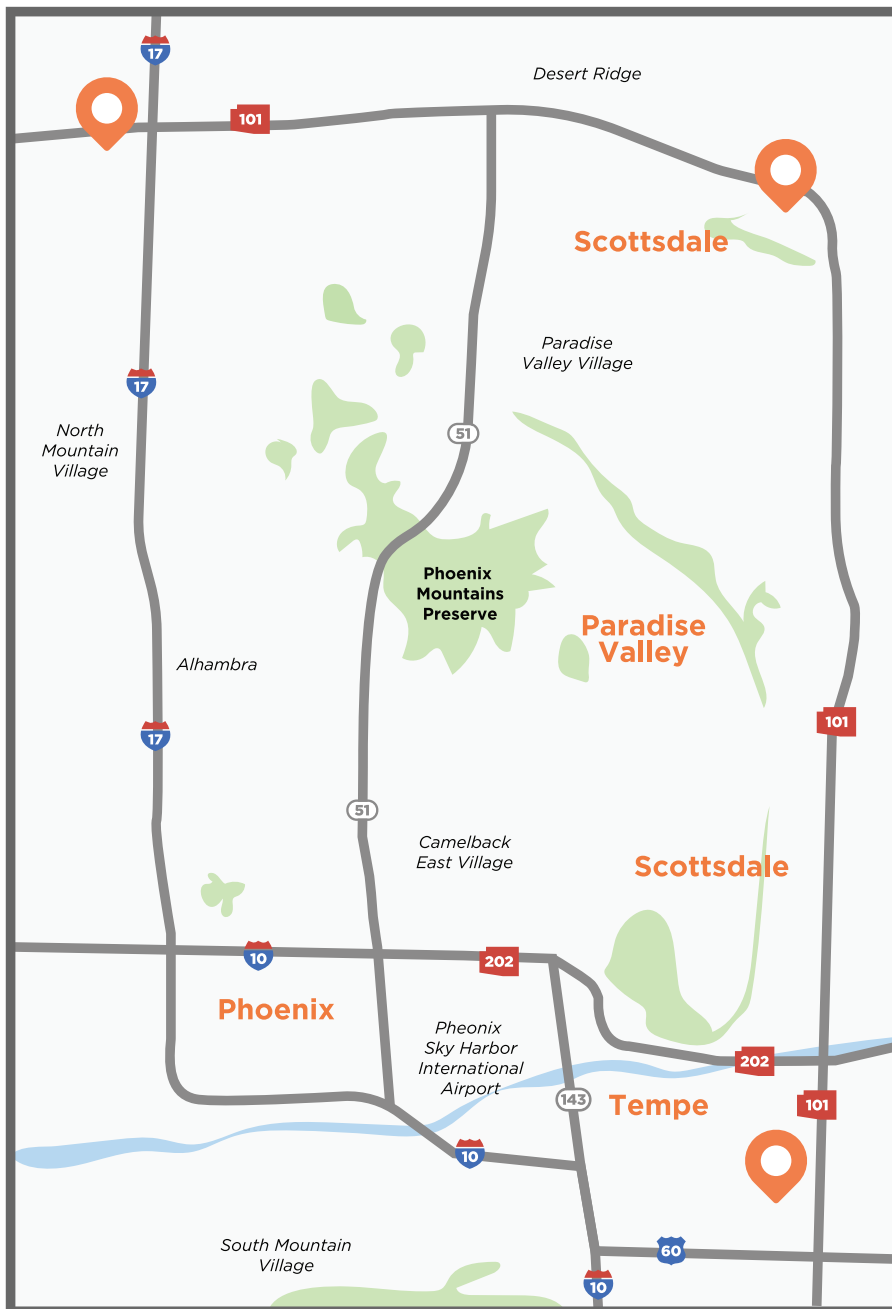 17
Desert Ridge
101
Scottsdale
Paradise
Valley Village
17
North
Mountain
Village
51
Phoenix
Mountains
Preserve
Paradise
Valley
Alhambra
101
17
51
Camelback
East Village
Scottsdale
10
202
Phoenix
Pheonix
Sky Harbor
International
Airport
202
143
Tempe
101
10
South Mountain
Village
60
10